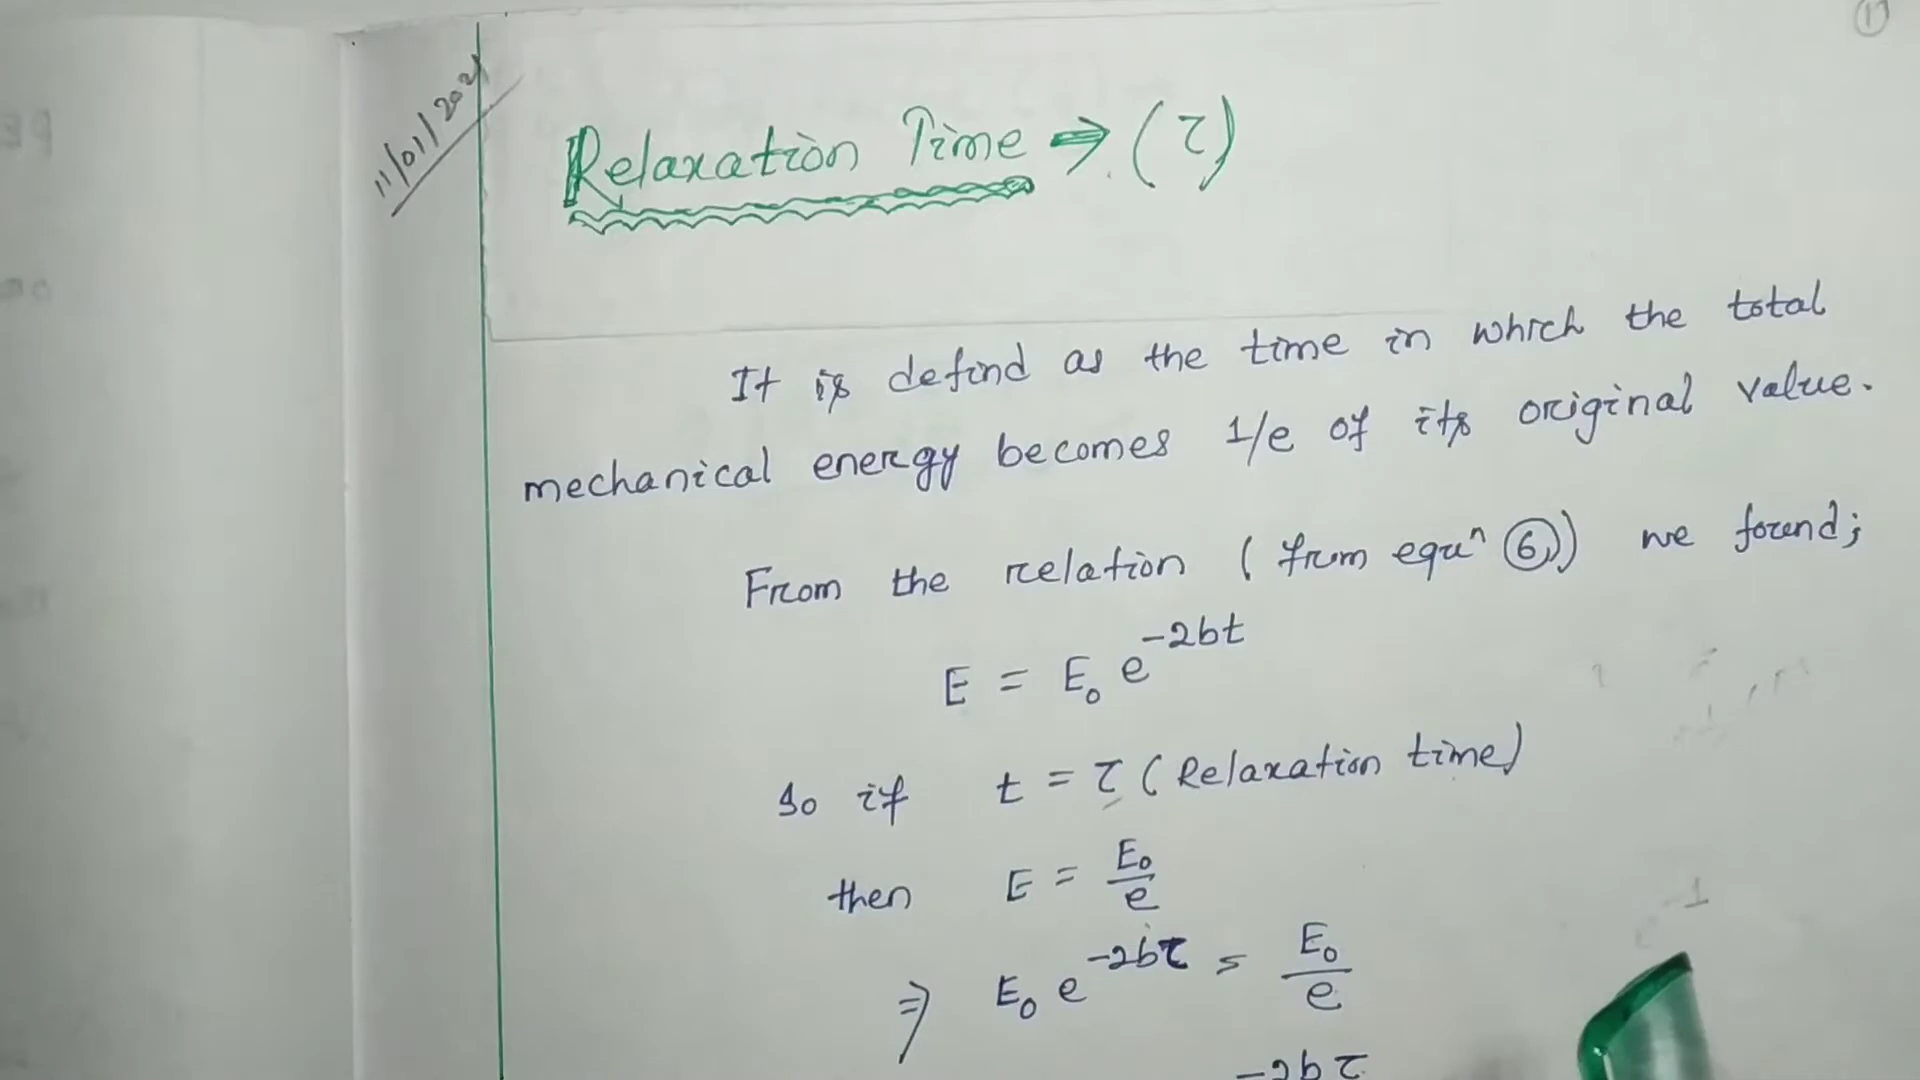 11/01/202
Relaxation Time ⇒ (τ)
It is defind as the time in which the total
mechanical energy becomes 1/e of its original value.
From the relation (from equⁿ ⑥) we found;
E = E₀ e^{-2bt}
So if t = τ (Relaxation time)
then E = E₀/e
⇒ E₀ e^{-2bτ} = E₀/e
-2bτ